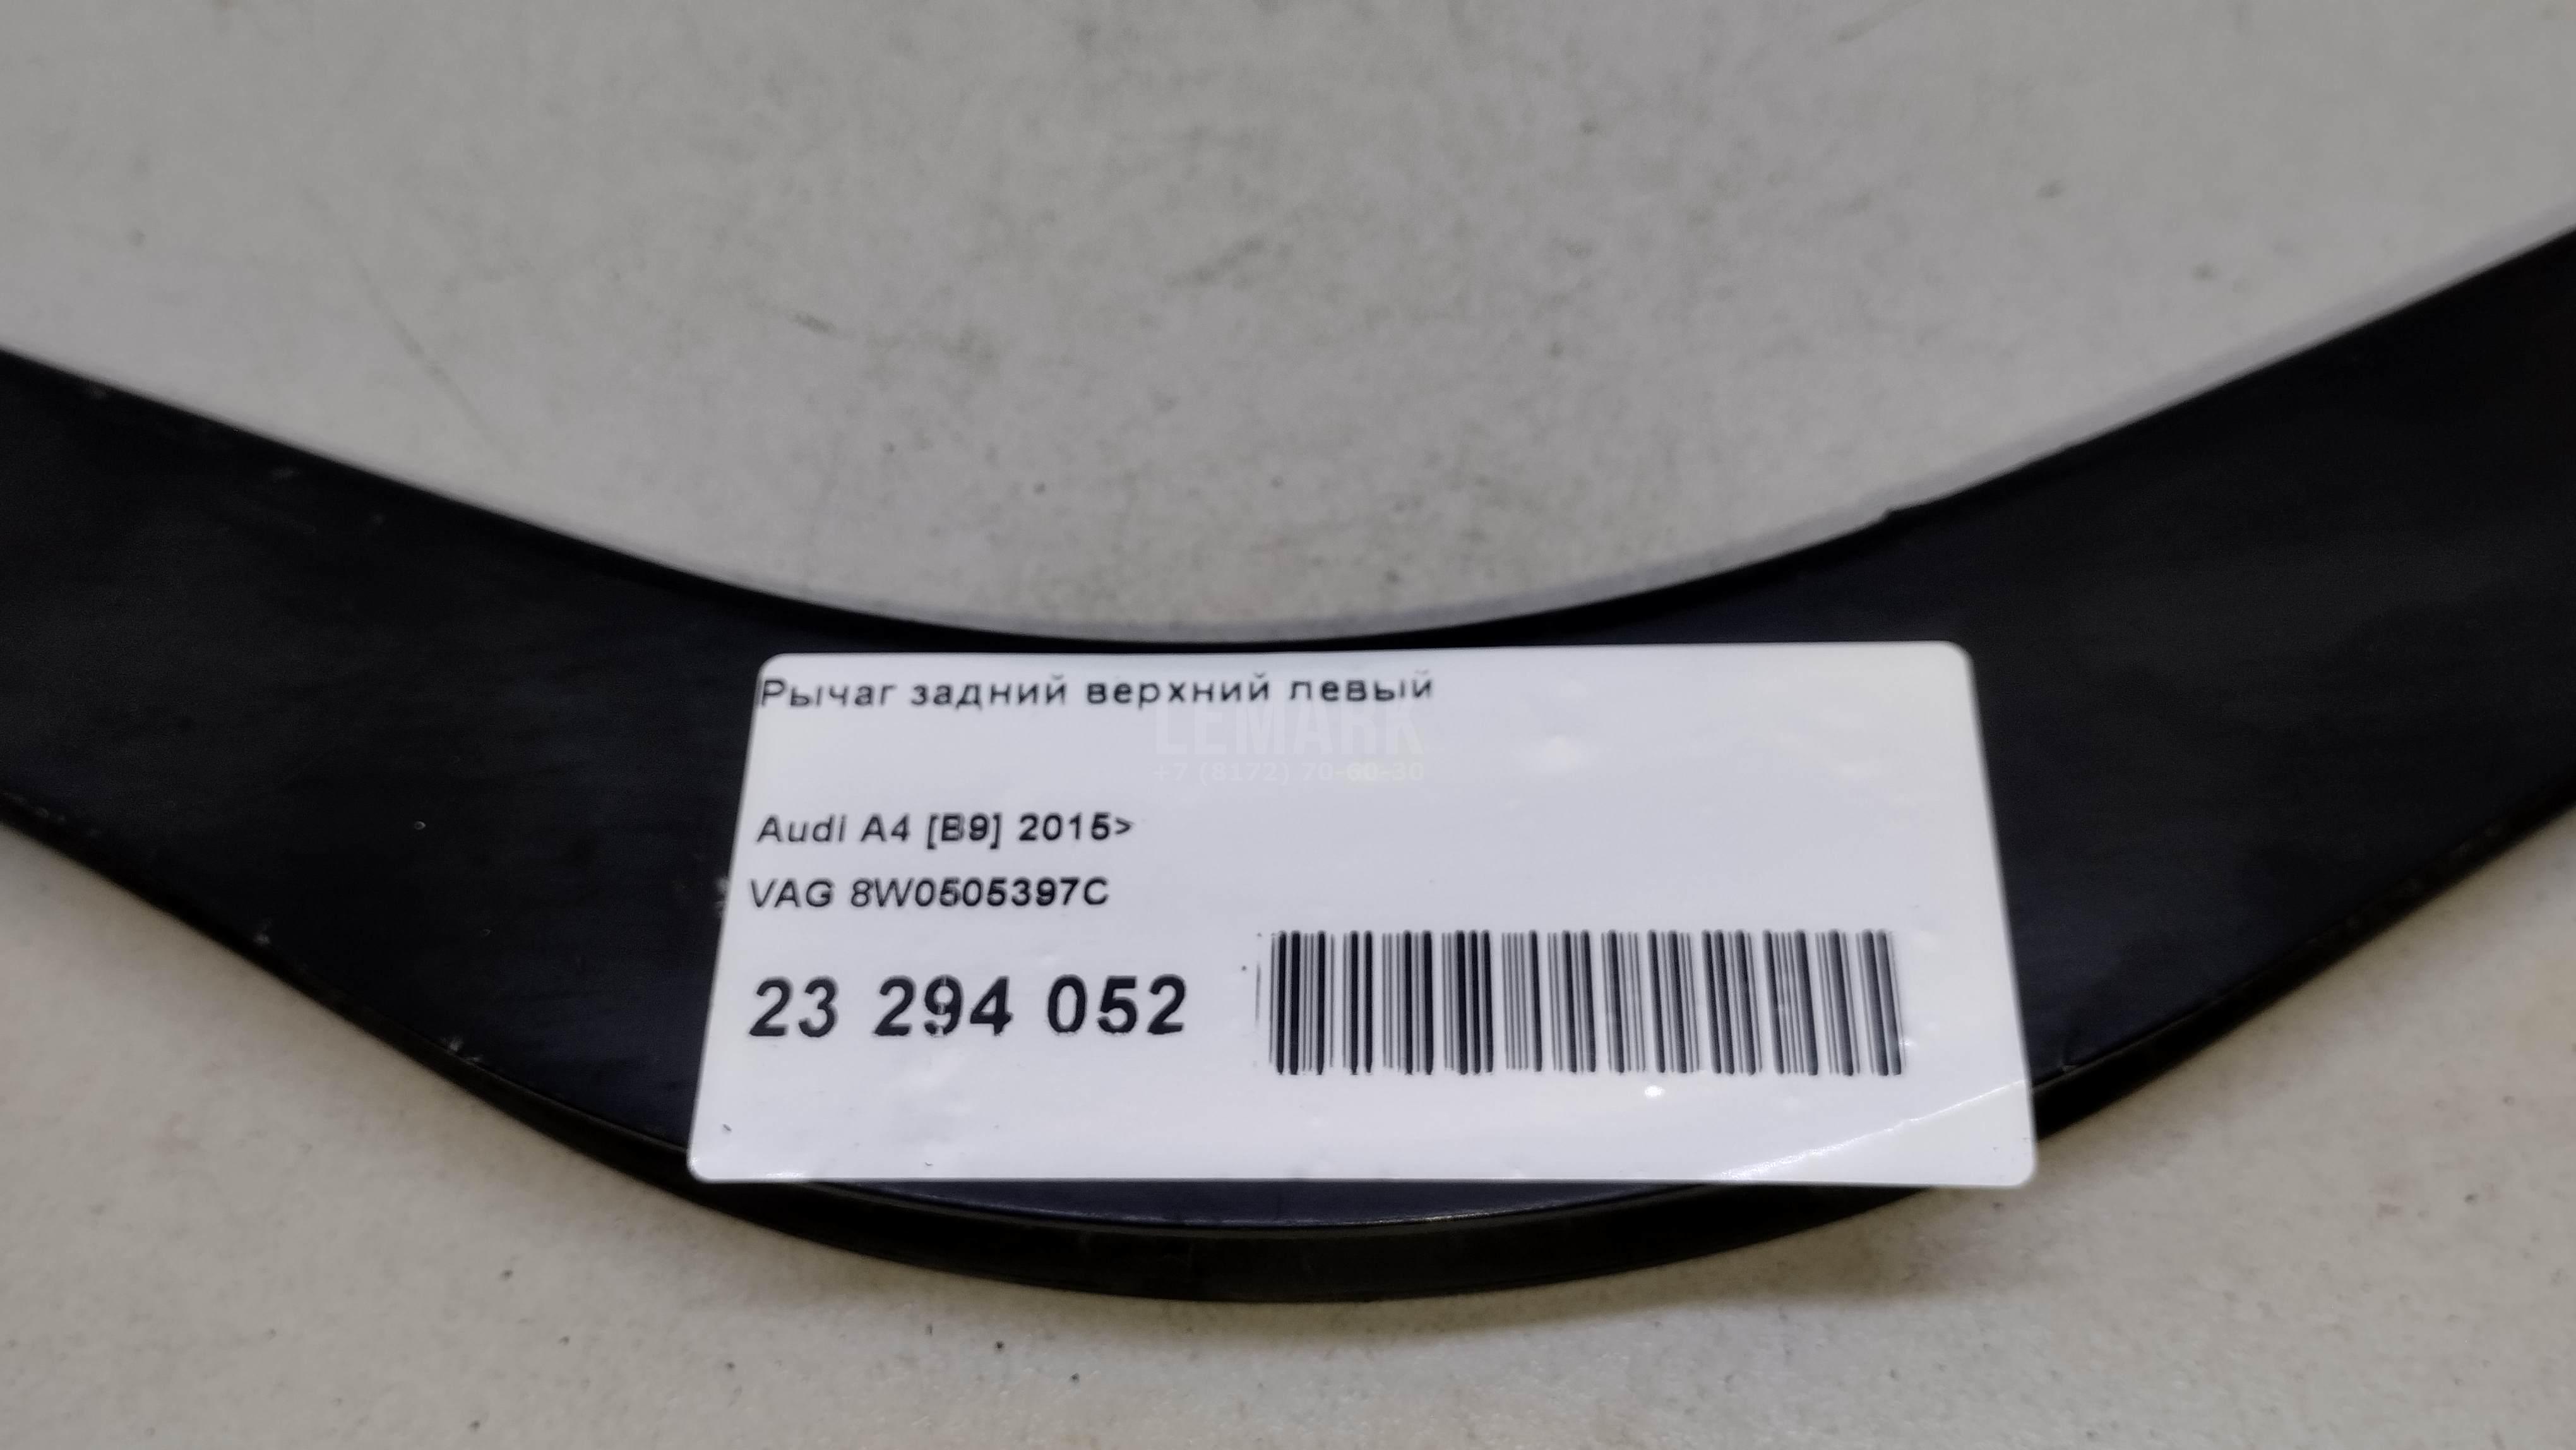 Рычаг задний верхний левый
LEMARK
+7 (8172) 70-60-30
Audi A4 [B9] 2015>
VAG 8W0505397C
23 294 052